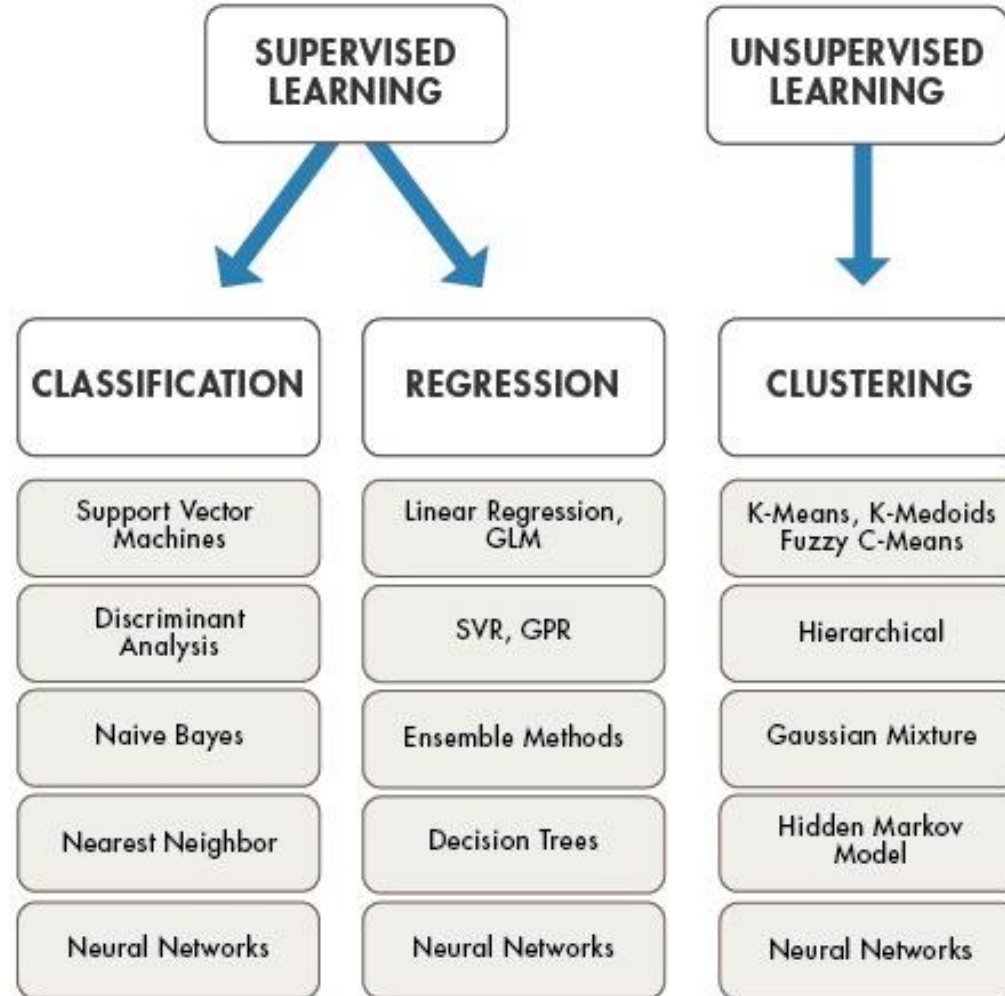 SUPERVISED
LEARNING
UNSUPERVISED
LEARNING
CLASSIFICATION
REGRESSION
CLUSTERING
Support Vector
Machines
Linear Regression,
GLM
K-Means, K-Medoids
Fuzzy C-Means
Discriminant
Analysis
SVR, GPR
Hierarchical
Naive Bayes
Ensemble Methods
Gaussian Mixture
Nearest Neighbor
Decision Trees
Hidden Markov
Model
Neural Networks
Neural Networks
Neural Networks